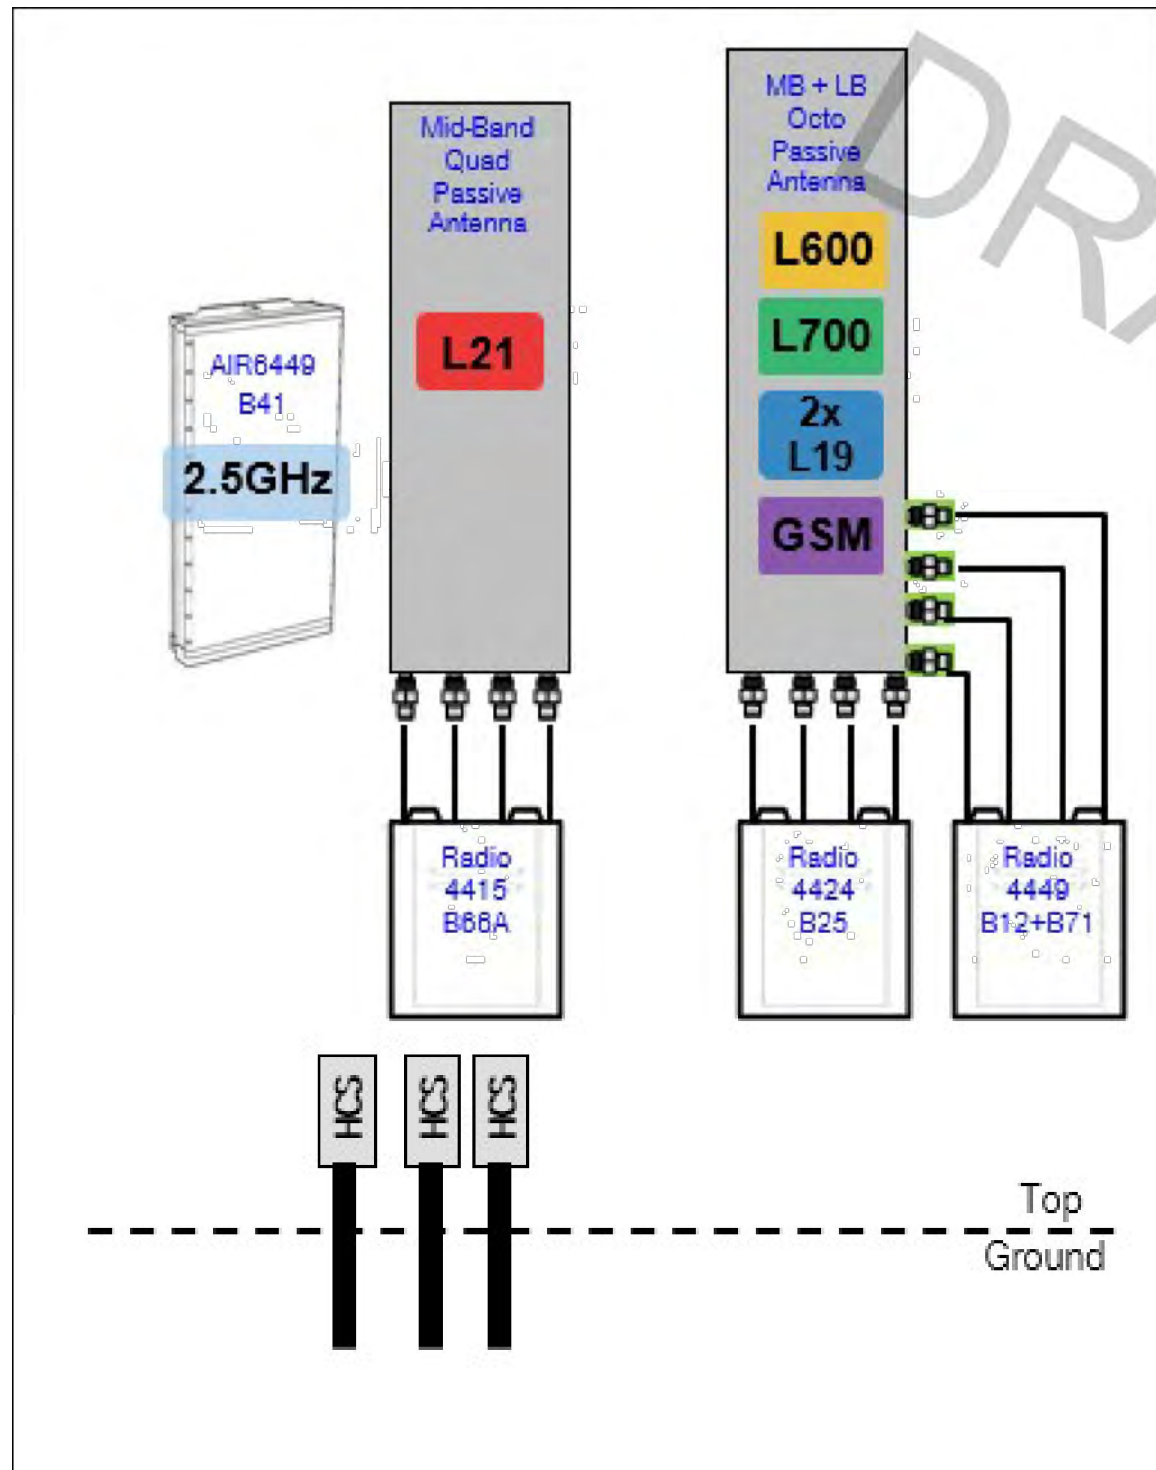 Mid-Band
Quad
Passive
Antenna
L21
MB + LB
Octo
Passive
Antenna
L600
L700
2x
L19
GSM
AIR6449
B41
2.5GHz
Radio
4415
B66A
Radio
4424
B25
Radio
4449
B12+B71
HCS
HCS
HCS
Top
Ground